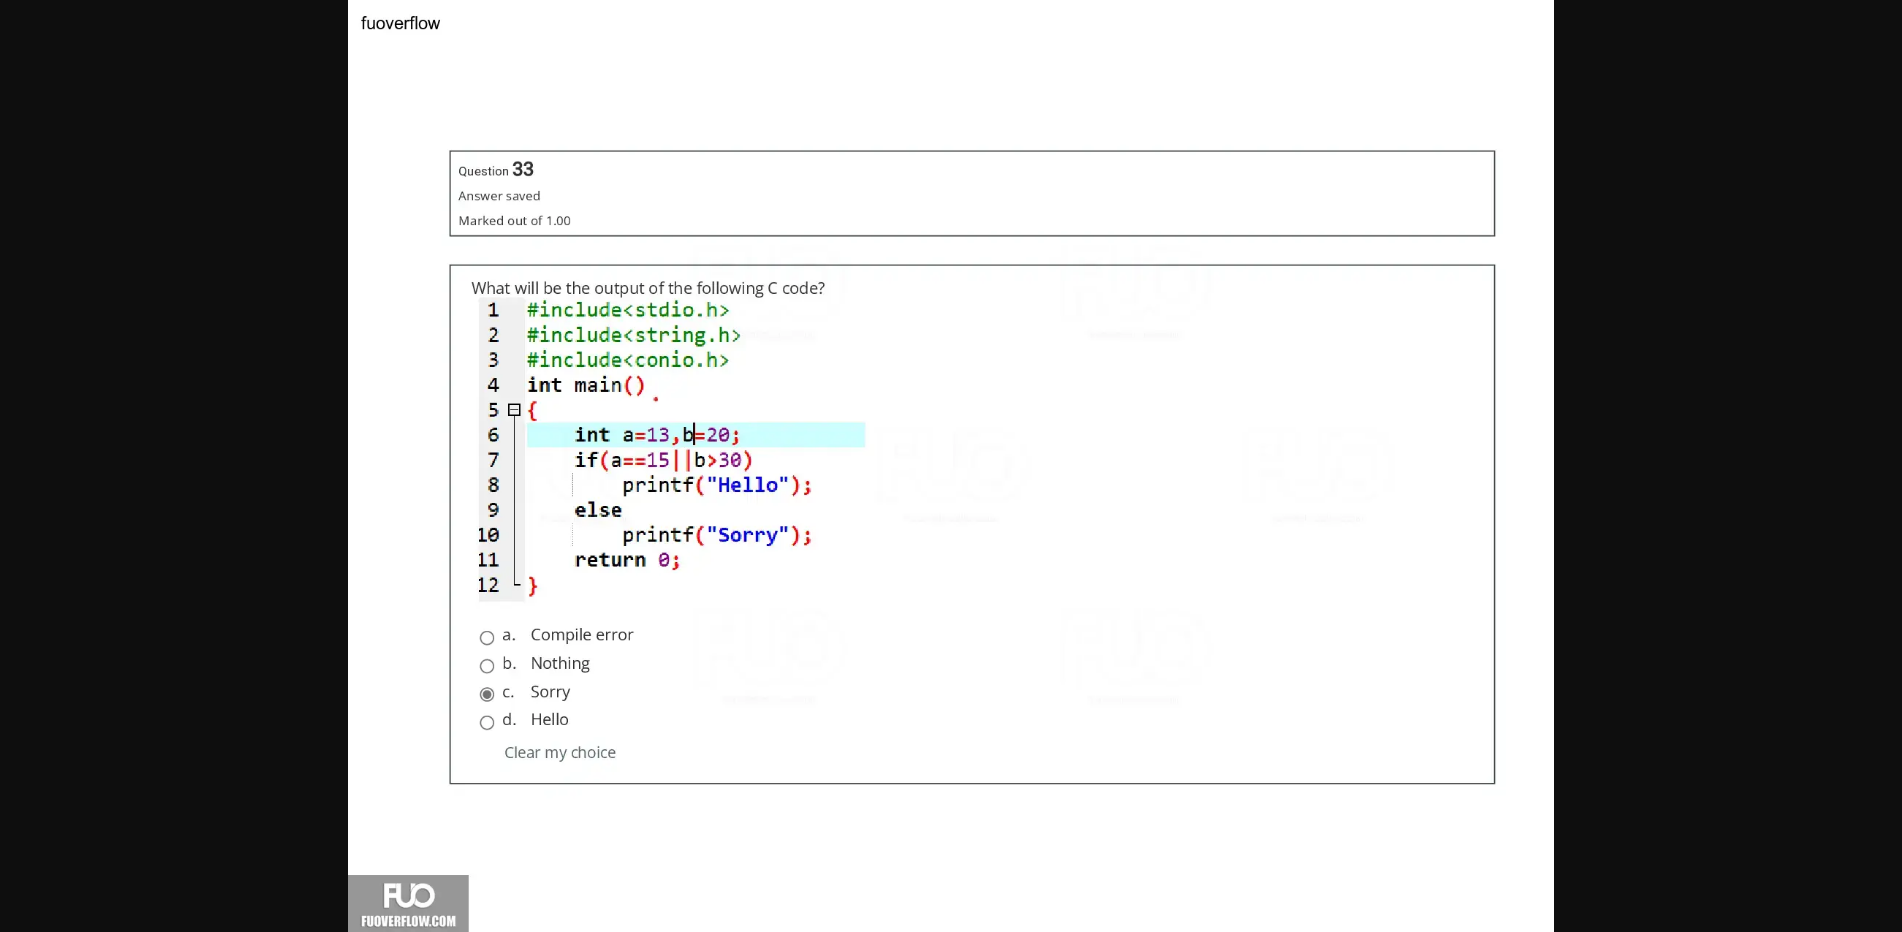 fuoverflow
Question 33
Answer saved
Marked out of 1.00
What will be the output of the following C code?
1 #include<stdio.h>
2 #include<string.h>
3 #include<conio.h>
4 int main()
5 {
6 int a=13,b=20;
7 if(a==15||b>30)
8 printf("Hello");
9 else
10 printf("Sorry");
11 return 0;
12 }
a. Compile error
b. Nothing
c. Sorry
d. Hello
Clear my choice
FUO
FUOVERFLOW.COM